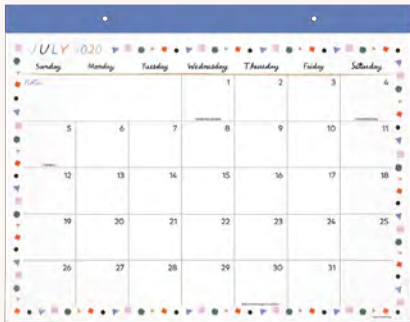 JULY 2020
Sunday Monday Tuesday Wednesday Thursday Friday Saturday
Notes 1 2 3 4
5 6 7 8 9 10 11
12 13 14 15 16 17 18
19 20 21 22 23 24 25
26 27 28 29 30 31